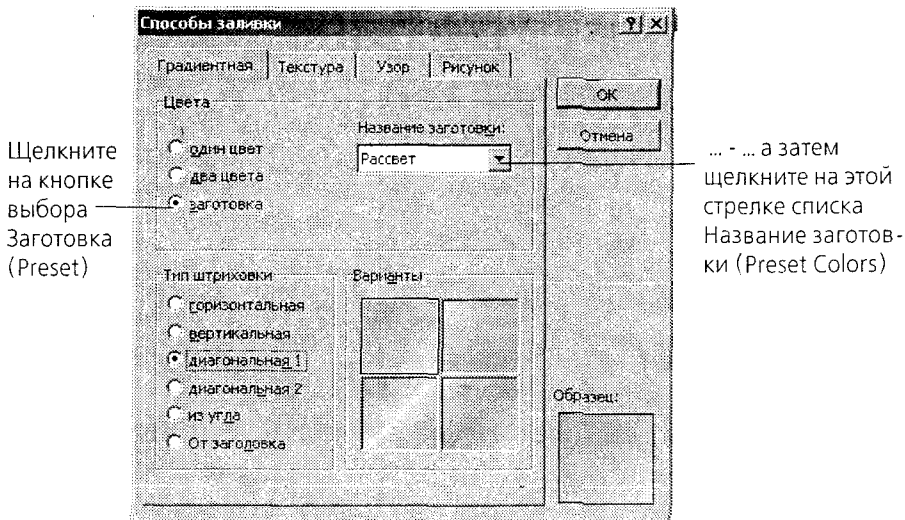 Способы заливки
Градиентная Текстура Узор Рисунок
Цвета
один цвет
два цвета
заготовка
Название заготовки:
Рассвет
OK
Отмена
Щелкните
на кнопке
выбора
Заготовка
(Preset)
... - ... а затем
щелкните на этой
стрелке списка
Название заготов-
ки (Preset Colors)
Тип штриховки
горизонтальная
вертикальная
диагональная 1
диагональная 2
из угла
От заголовка
Варианты
Образец: